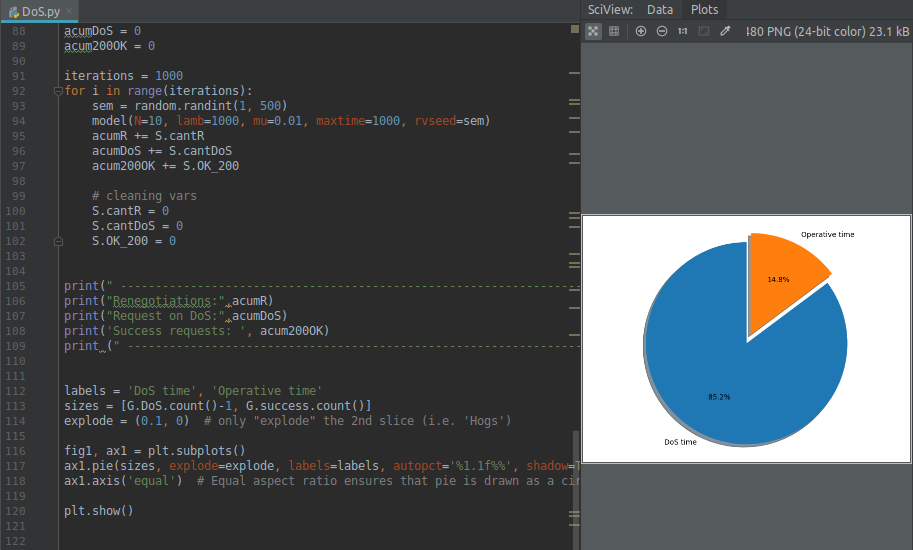 DoS.py ×
SciView: Data Plots
1:1 480 PNG (24-bit color) 23.1 kB
88 acumDoS = 0
89 acum200OK = 0
90
91 iterations = 1000
92 for i in range(iterations):
93 sem = random.randint(1, 500)
94 model(N=10, lamb=1000, mu=0.01, maxtime=1000, rvseed=sem)
95 acumR += S.cantR
96 acumDoS += S.cantDoS
97 acum200OK += S.OK_200
98
99 # cleaning vars
100 S.cantR = 0
101 S.cantDoS = 0
102 S.OK_200 = 0
103
104
105 print(" -----------------------------------------------------------------
106 print("Renegotiations:",acumR)
107 print("Request on DoS:",acumDoS)
108 print('Success requests: ', acum200OK)
109 print (" ----------------------------------------------------------------
110
111
112 labels = 'DoS time', 'Operative time'
113 sizes = [G.DoS.count()-1, G.success.count()]
114 explode = (0.1, 0)  # only "explode" the 2nd slice (i.e. 'Hogs')
115
116 fig1, ax1 = plt.subplots()
117 ax1.pie(sizes, explode=explode, labels=labels, autopct='%1.1f%%', shadow=
118 ax1.axis('equal')  # Equal aspect ratio ensures that pie is drawn as a ci
119
120 plt.show()
121
122
Operative time
14.8%
85.2%
DoS time